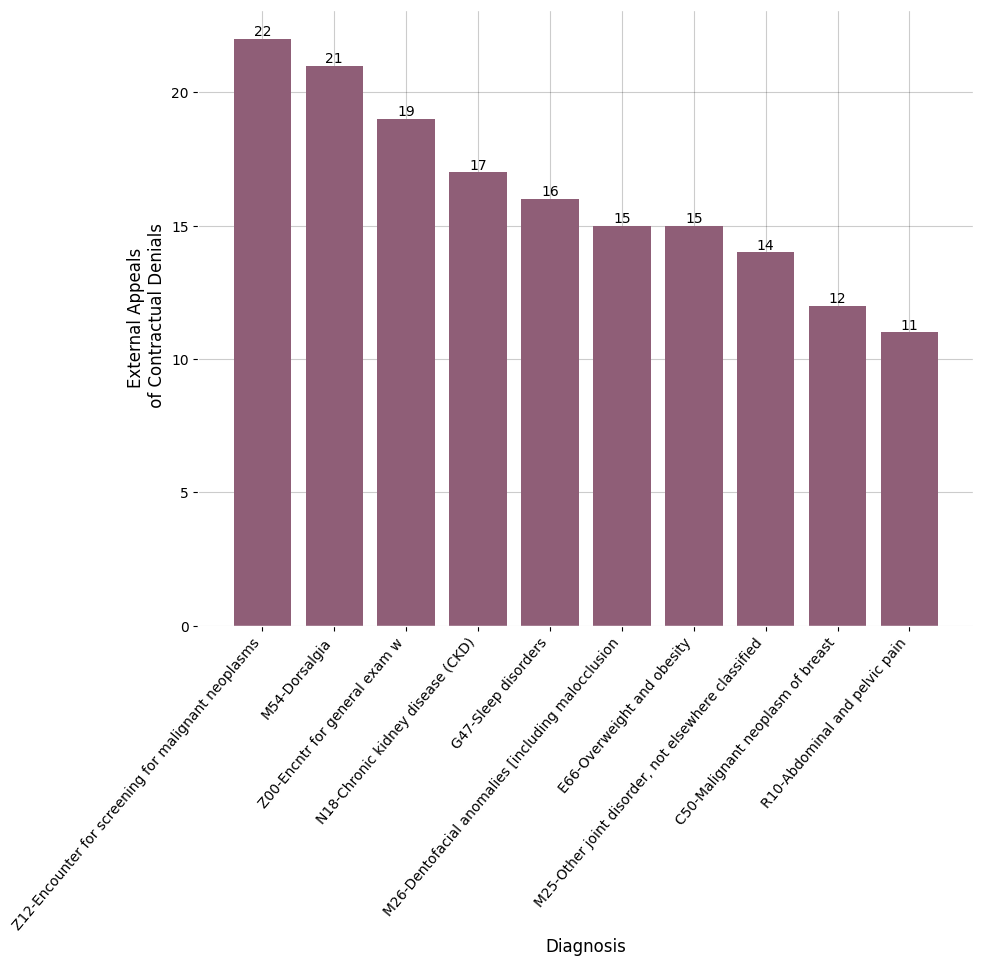 External Appeals
of Contractual Denials
20
15
10
5
0
22
21
19
17
16
15
15
14
12
11
Z12-Encounter for screening for malignant neoplasms
M54-Dorsalgia
Z00-Encntr for general exam w
N18-Chronic kidney disease (CKD)
G47-Sleep disorders
M26-Dentofacial anomalies [including malocclusion
E66-Overweight and obesity
M25-Other joint disorder, not elsewhere classified
C50-Malignant neoplasm of breast
R10-Abdominal and pelvic pain
Diagnosis